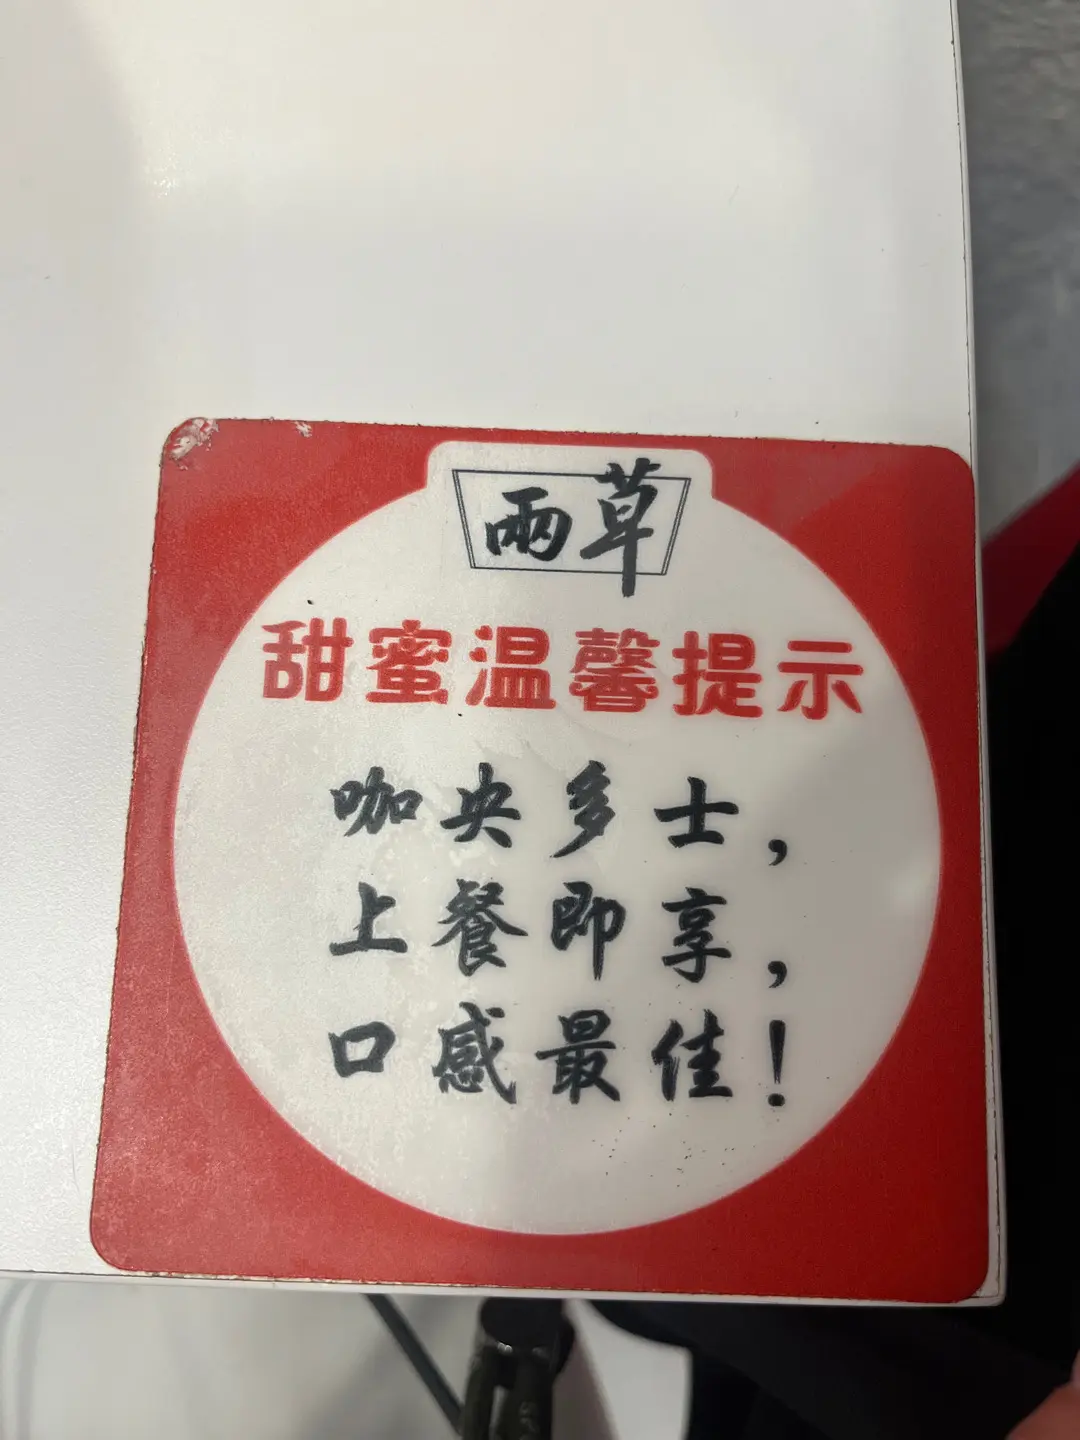 兩草
甜蜜温馨提示
咖央多士，
上餐即享，
口感最佳！